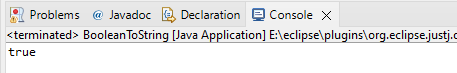 Problems @ Javadoc Declaration Console ×
<terminated> BooleanToString [Java Application] E:\eclipse\plugins\org.eclipse.justj.o
true